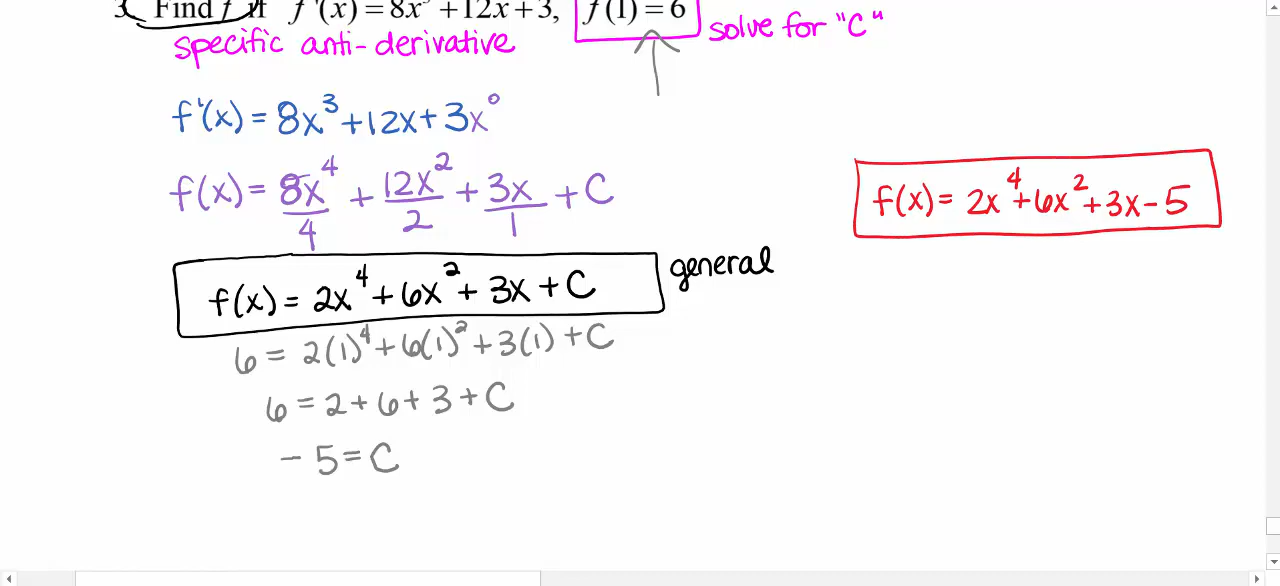 3. Find f if f'(x) = 8x³ + 12x + 3, f(1) = 6
specific anti-derivative
solve for "C"
f'(x) = 8x³ + 12x + 3x⁰
f(x) = 8x⁴/4 + 12x²/2 + 3x/1 + C
f(x) = 2x⁴ + 6x² + 3x + C
general
6 = 2(1)⁴ + 6(1)² + 3(1) + C
6 = 2 + 6 + 3 + C
- 5 = C
f(x) = 2x⁴ + 6x² + 3x - 5